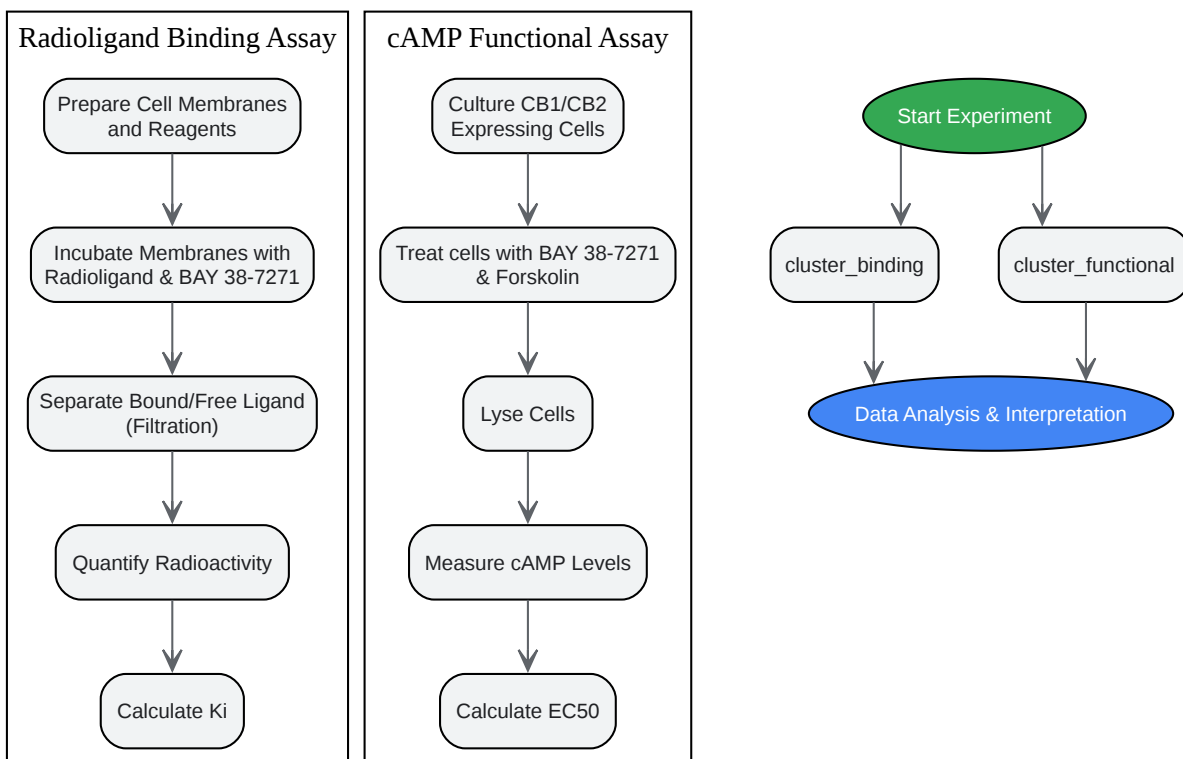 Radioligand Binding Assay
Prepare Cell Membranes
and Reagents
Incubate Membranes with
Radioligand & BAY 38-7271
Separate Bound/Free Ligand
(Filtration)
Quantify Radioactivity
Calculate Ki
cAMP Functional Assay
Culture CB1/CB2
Expressing Cells
Treat cells with BAY 38-7271
& Forskolin
Lyse Cells
Measure cAMP Levels
Calculate EC50
Start Experiment
cluster_binding
cluster_functional
Data Analysis & Interpretation